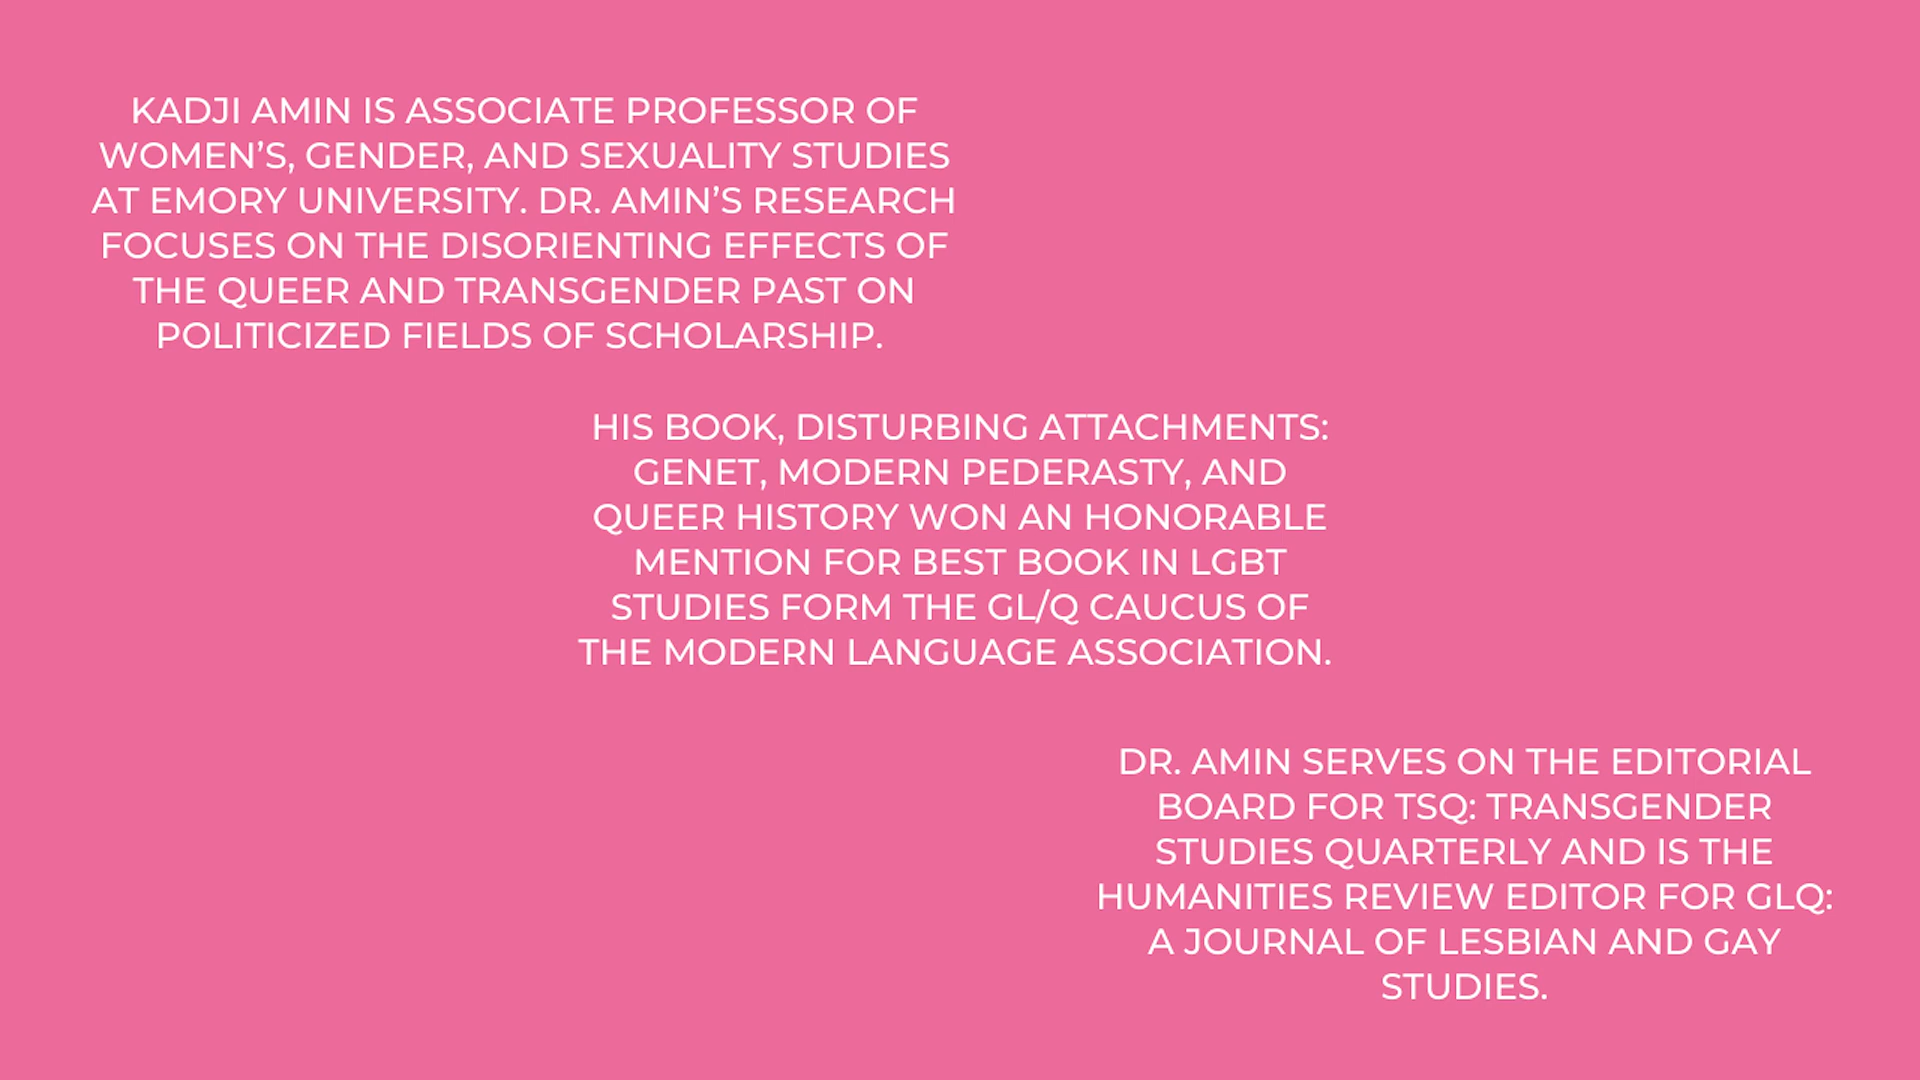 KADJI AMIN IS ASSOCIATE PROFESSOR OF
WOMEN’S, GENDER, AND SEXUALITY STUDIES
AT EMORY UNIVERSITY. DR. AMIN’S RESEARCH
FOCUSES ON THE DISORIENTING EFFECTS OF
THE QUEER AND TRANSGENDER PAST ON
POLITICIZED FIELDS OF SCHOLARSHIP.
HIS BOOK, DISTURBING ATTACHMENTS:
GENET, MODERN PEDERASTY, AND
QUEER HISTORY WON AN HONORABLE
MENTION FOR BEST BOOK IN LGBT
STUDIES FORM THE GL/Q CAUCUS OF
THE MODERN LANGUAGE ASSOCIATION.
DR. AMIN SERVES ON THE EDITORIAL
BOARD FOR TSQ: TRANSGENDER
STUDIES QUARTERLY AND IS THE
HUMANITIES REVIEW EDITOR FOR GLQ:
A JOURNAL OF LESBIAN AND GAY
STUDIES.